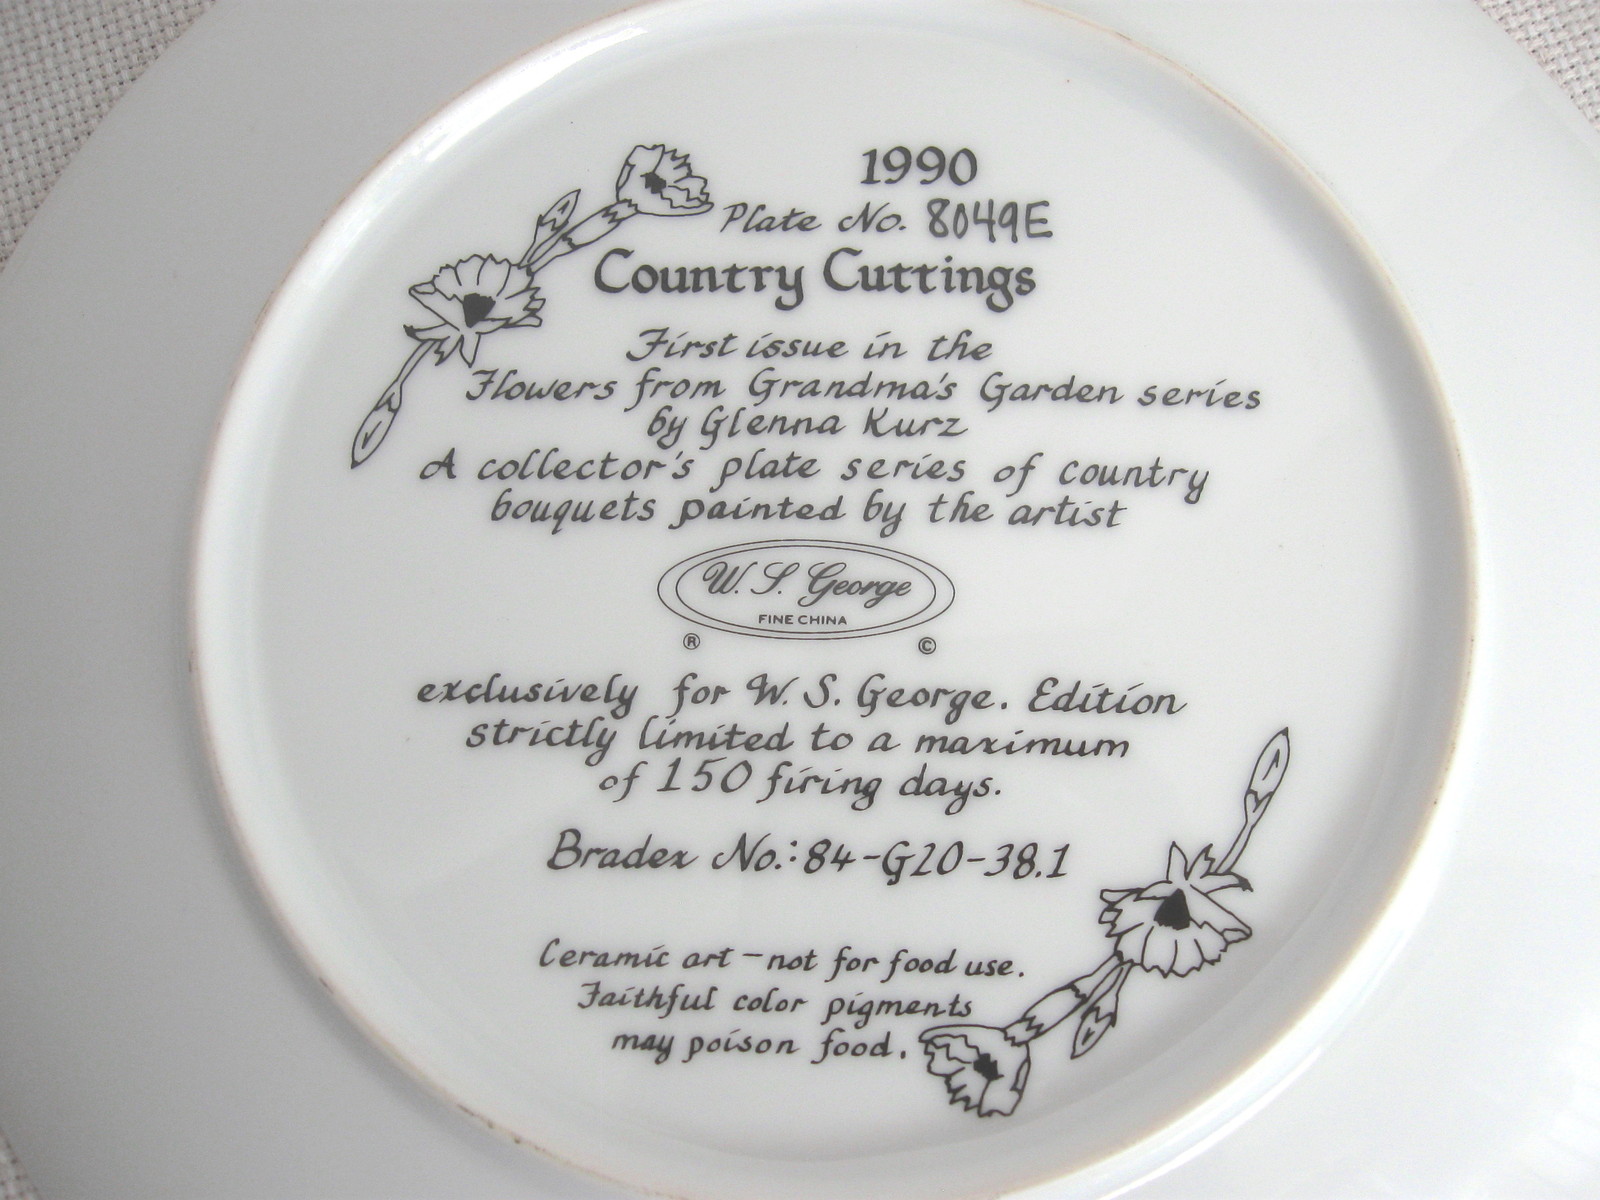 1990
Plate No. 8049E
Country Cuttings
First issue in the
Flowers from Grandma's Garden series
by Glenna Kurz
A collector's plate series of country
bouquets painted by the artist
W. S. George
FINE CHINA
® ©
exclusively for W. S. George. Edition
strictly limited to a maximum
of 150 firing days.
Bradex No.: 84-G20-38.1
Ceramic art — not for food use.
Faithful color pigments
may poison food.